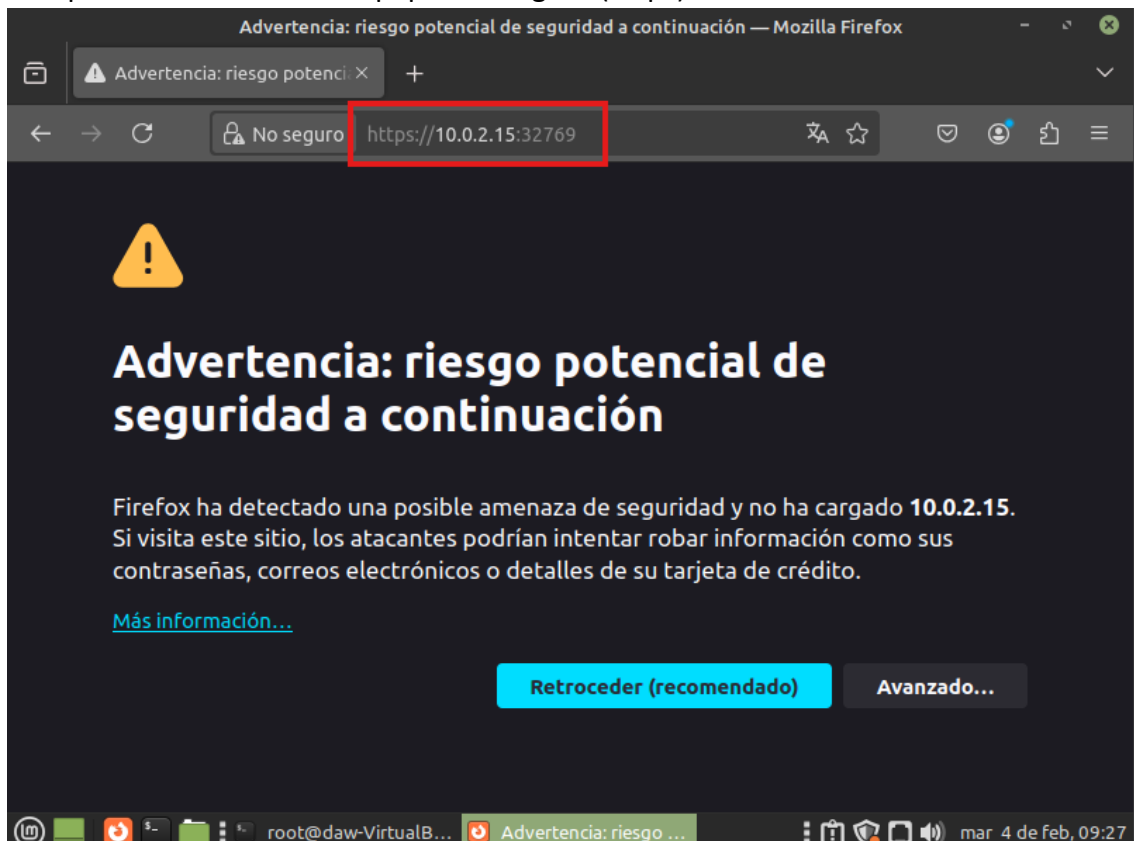 Advertencia: riesgo potencial de seguridad a continuación — Mozilla Firefox
Advertencia: riesgo potenci
No seguro https://10.0.2.15:32769
Advertencia: riesgo potencial de
seguridad a continuación
Firefox ha detectado una posible amenaza de seguridad y no ha cargado 10.0.2.15.
Si visita este sitio, los atacantes podrían intentar robar información como sus
contraseñas, correos electrónicos o detalles de su tarjeta de crédito.
Más información...
Retroceder (recomendado) Avanzado...
root@daw-VirtualB... Advertencia: riesgo ... mar 4 de feb, 09:27